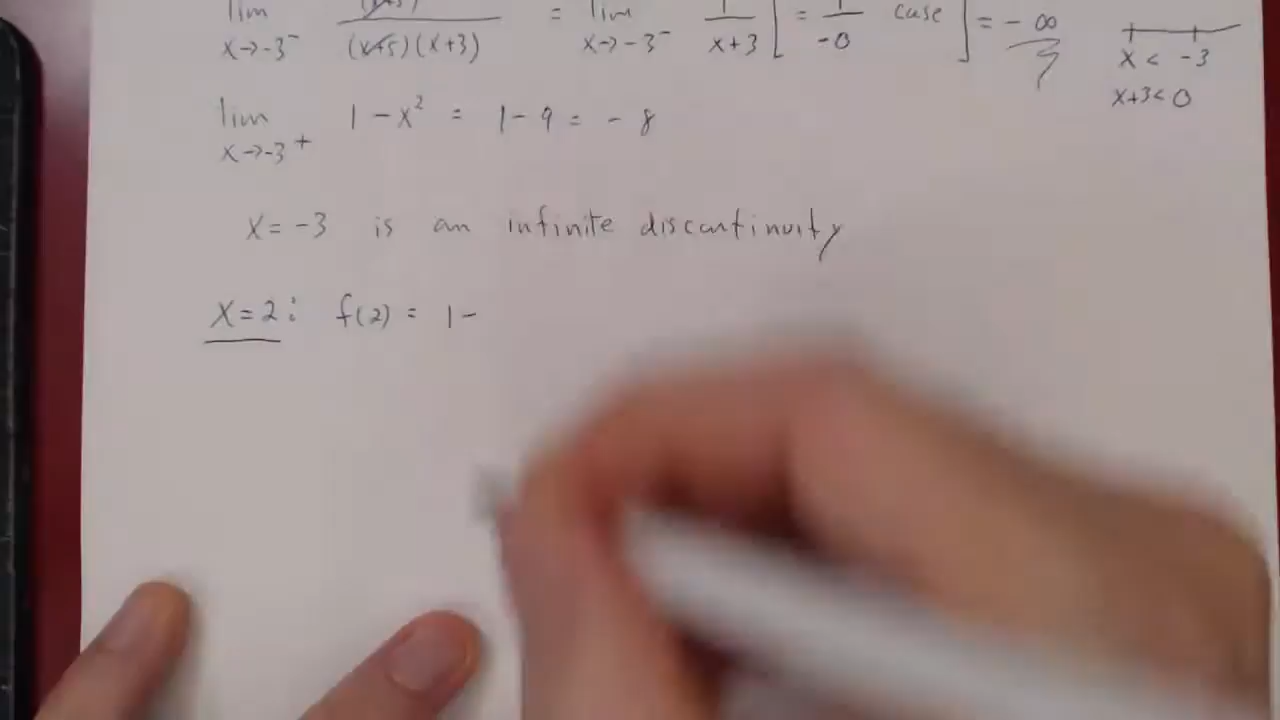 lim (x+5) = lim 1 [ = 1 case ] = - ∞
x→-3⁻ (x+5)(x+3) x→-3⁻ x+3 -0 x < -3
x+3<0
lim 1 - x² = 1 - 9 = - 8
x→-3⁺
x = -3 is an infinite discontinuity
x = 2 : f(2) = 1 -